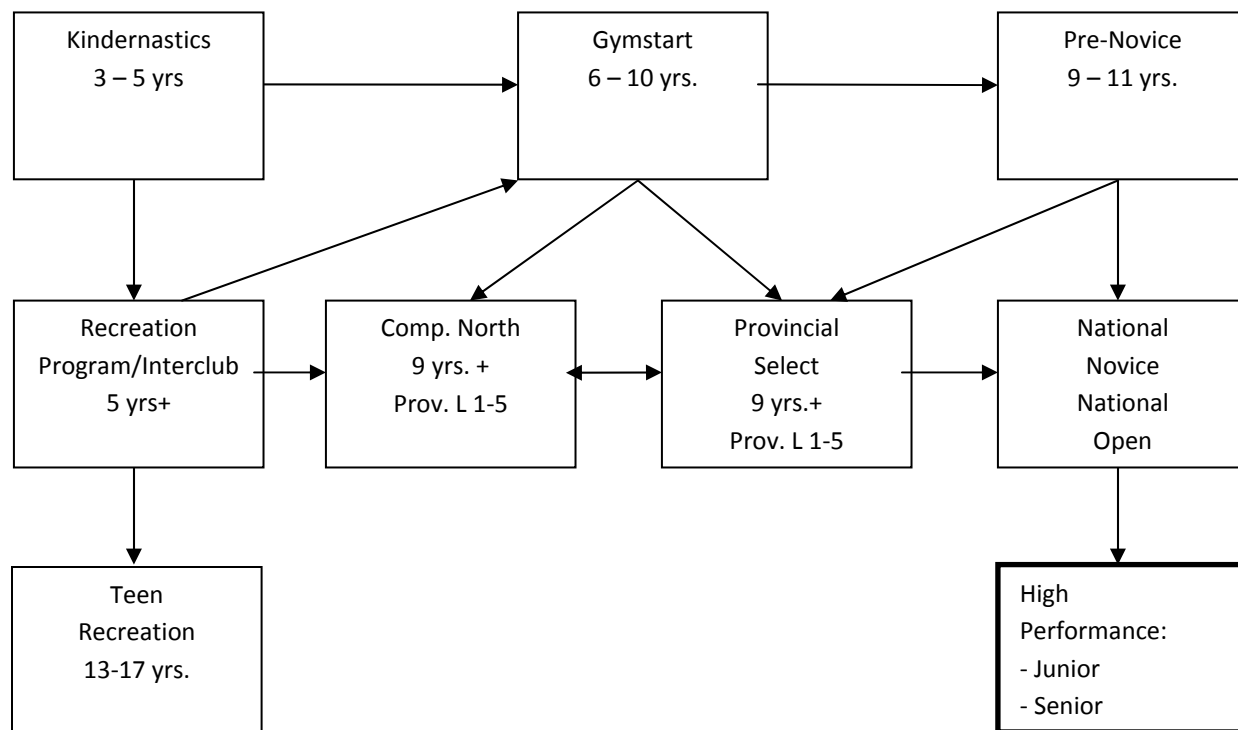 Kindernastics
3 – 5 yrs
Gymstart
6 – 10 yrs.
Pre-Novice
9 – 11 yrs.
Recreation
Program/Interclub
5 yrs+
Comp. North
9 yrs. +
Prov. L 1-5
Provincial
Select
9 yrs.+
Prov. L 1-5
National
Novice
National
Open
Teen
Recreation
13-17 yrs.
High
Performance:
- Junior
- Senior